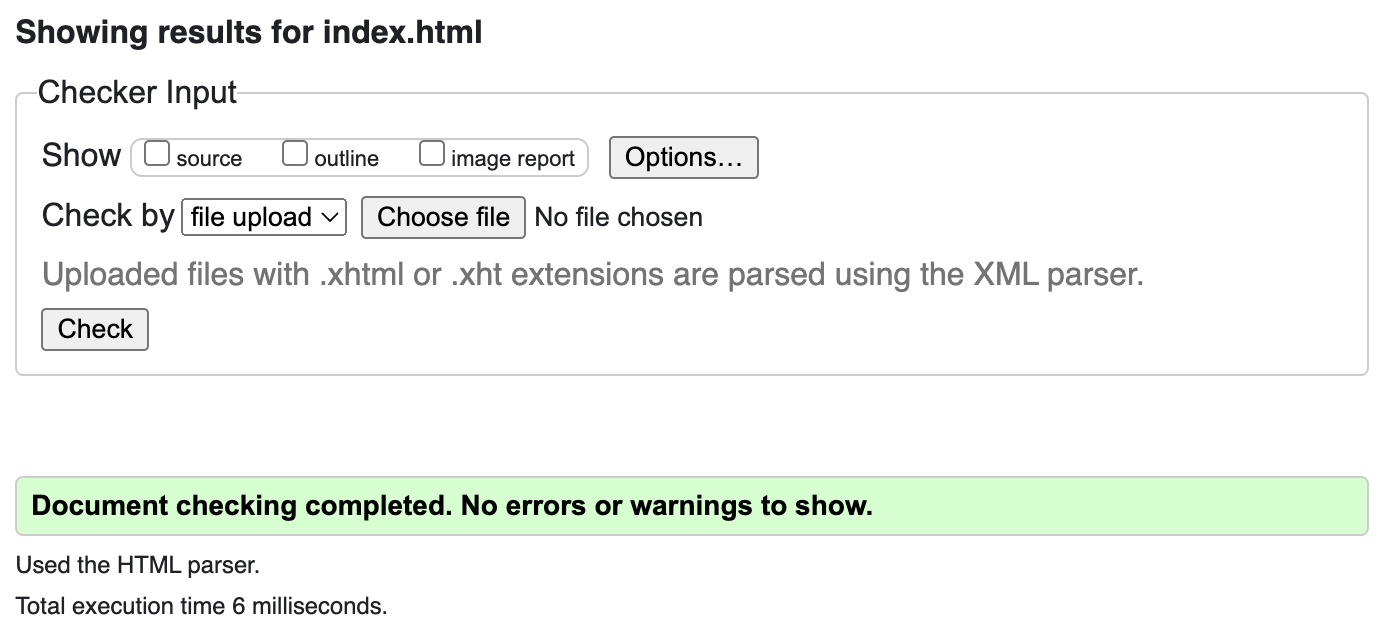 Showing results for index.html
Checker Input
Show source outline image report Options...
Check by file upload Choose file No file chosen
Uploaded files with .xhtml or .xht extensions are parsed using the XML parser.
Check
Document checking completed. No errors or warnings to show.
Used the HTML parser.
Total execution time 6 milliseconds.